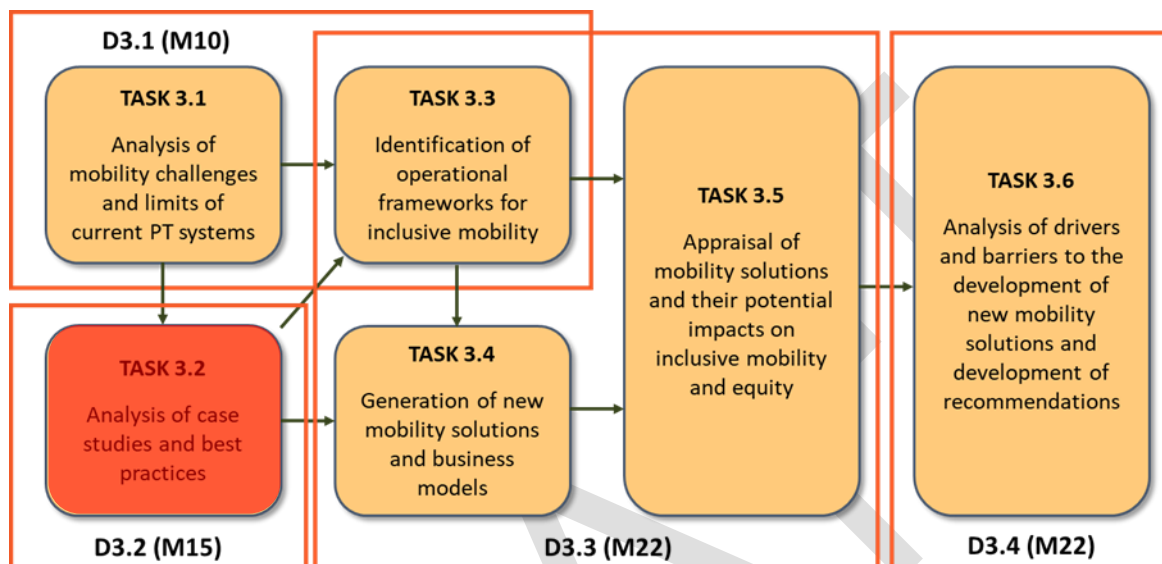 D3.1 (M10)
TASK 3.1
Analysis of
mobility challenges
and limits of
current PT systems
TASK 3.3
Identification of
operational
frameworks for
inclusive mobility
TASK 3.2
Analysis of case
studies and best
practices
TASK 3.4
Generation of new
mobility solutions
and business
models
TASK 3.5
Appraisal of
mobility solutions
and their potential
impacts on
inclusive mobility
and equity
TASK 3.6
Analysis of drivers
and barriers to the
development of
new mobility
solutions and
development of
recommendations
D3.2 (M15)
D3.3 (M22)
D3.4 (M22)